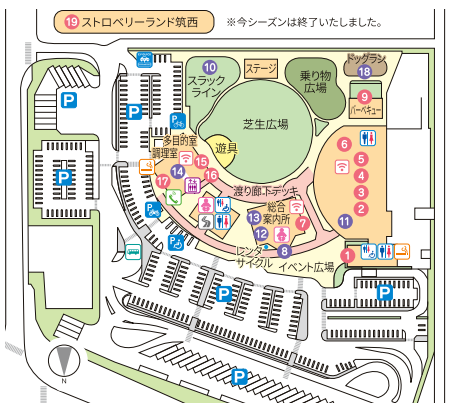 19 ストロベリーランド筑西
※今シーズンは終了いたしました。
10
スラック
ライン
ステージ
乗り物
広場
ドッグラン
18
9
バーベキュー
P
P
P
P
芝生広場
遊具
多目的室
調理室
15
14
16
17
6
5
4
3
2
11
渡り廊下デッキ
総合
案内所
13
12
7
8
レンタ
サイクル
イベント広場
1
P
P
P
P
P
N